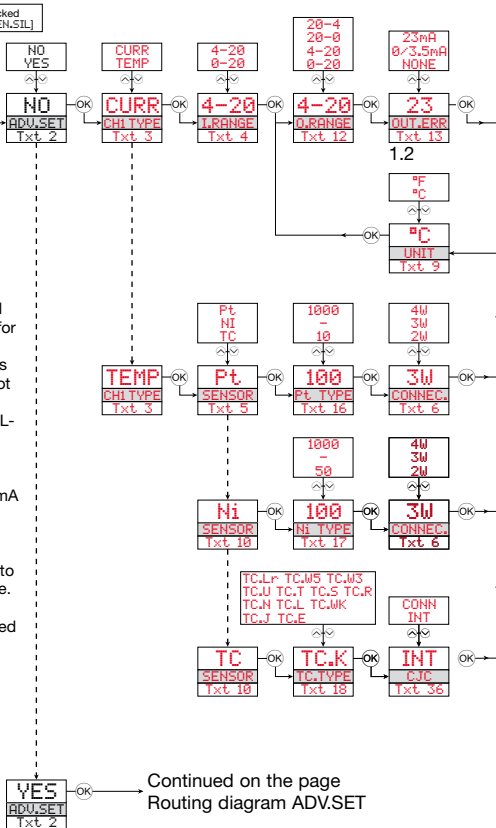 EN.SIL]
NO
YES
CURR
TEMP
4-20
0-20
20-4
20-0
4-20
0-20
23mA
0/3.5mA
NONE
NO
ADV.SET
Txt 2
OK
CURR
CH1TYPE
Txt 3
OK
4-20
I.RANGE
Txt 4
OK
4-20
O.RANGE
Txt 12
OK
23
OUT.ERR
Txt 13
OK
1.2
°F
°C
°C
UNIT
Txt 9
OK
for
Pt
NI
TC
1000
-
10
4W
3W
2W
TEMP
CH1TYPE
Txt 3
OK
Pt
SENSOR
Txt 5
OK
100
Pt TYPE
Txt 16
OK
3W
CONNEC.
Txt 6
OK
1000
-
50
4W
3W
2W
mA
Ni
SENSOR
Txt 10
OK
100
Ni TYPE
Txt 17
OK
3W
CONNEC.
Txt 6
OK
to
TC.Lr TC.W5 TC.W3
TC.U TC.T TC.S TC.R
TC.N TC.L TC.WK
TC.J TC.E
CONN
INT
TC
SENSOR
Txt 10
OK
TC.K
TC.TYPE
Txt 18
OK
INT
CJC
Txt 36
OK
YES
ADV.SET
Txt 2
OK
Continued on the page
Routing diagram ADV.SET